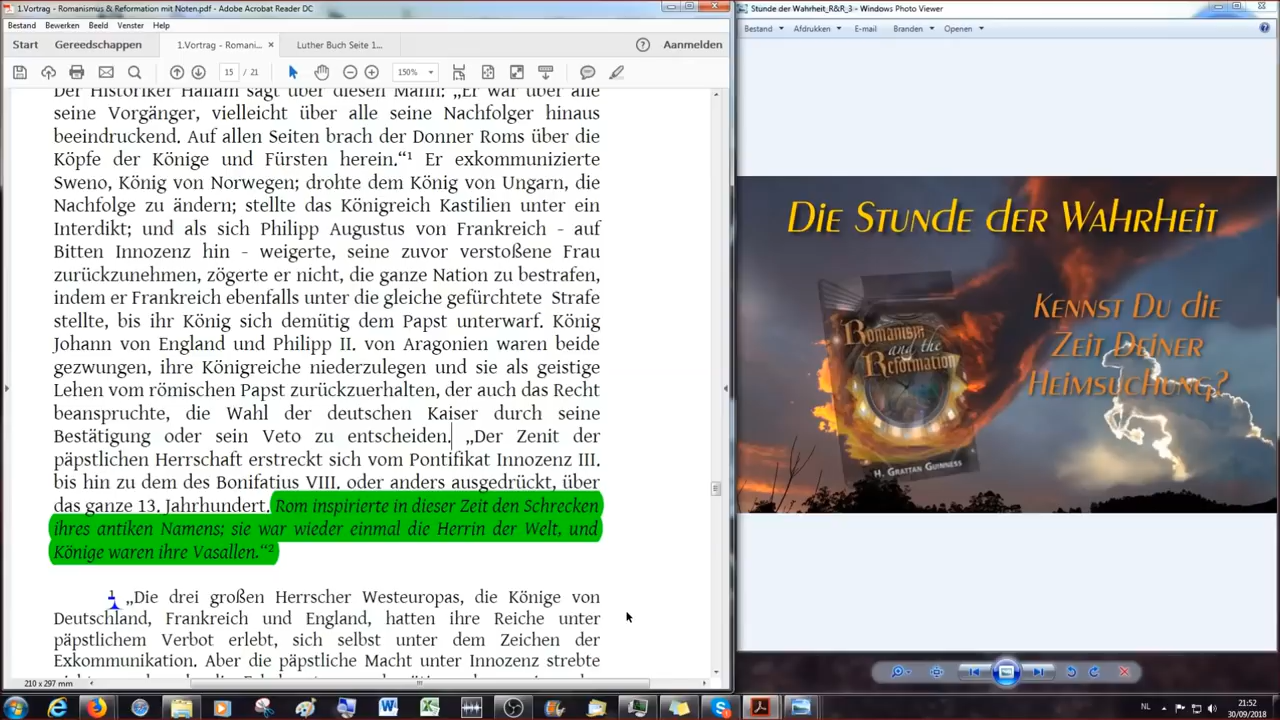 1.Vortrag - Romanismus & Reformation mit Noten.pdf - Adobe Acrobat Reader DC
Bestand Bewerken Beeld Venster Help
Start Gereedschappen 1.Vortrag - Romani... × Luther Buch Seite 1... Aanmelden
15 / 21 150%
Der Historiker Hallam sagt über diesen Mann: „Er war über alle
seine Vorgänger, vielleicht über alle seine Nachfolger hinaus
beeindruckend. Auf allen Seiten brach der Donner Roms über die
Köpfe der Könige und Fürsten herein.“¹ Er exkommunizierte
Sweno, König von Norwegen; drohte dem König von Ungarn, die
Nachfolge zu ändern; stellte das Königreich Kastilien unter ein
Interdikt; und als sich Philipp Augustus von Frankreich - auf
Bitten Innozenz hin - weigerte, seine zuvor verstoßene Frau
zurückzunehmen, zögerte er nicht, die ganze Nation zu bestrafen,
indem er Frankreich ebenfalls unter die gleiche gefürchtete Strafe
stellte, bis ihr König sich demütig dem Papst unterwarf. König
Johann von England und Philipp II. von Aragonien waren beide
gezwungen, ihre Königreiche niederzulegen und sie als geistige
Lehen vom römischen Papst zurückzuerhalten, der auch das Recht
beanspruchte, die Wahl der deutschen Kaiser durch seine
Bestätigung oder sein Veto zu entscheiden. „Der Zenit der
päpstlichen Herrschaft erstreckt sich vom Pontifikat Innozenz III.
bis hin zu dem des Bonifatius VIII. oder anders ausgedrückt, über
das ganze 13. Jahrhundert. Rom inspirierte in dieser Zeit den Schrecken
ihres antiken Namens; sie war wieder einmal die Herrin der Welt, und
Könige waren ihre Vasallen.“²
1 „Die drei großen Herrscher Westeuropas, die Könige von
Deutschland, Frankreich und England, hatten ihre Reiche unter
päpstlichem Verbot erlebt, sich selbst unter dem Zeichen der
Exkommunikation. Aber die päpstliche Macht unter Innozenz strebte
210 x 297 mm
Stunde der Wahrheit_R&R_3 - Windows Photo Viewer
Bestand Afdrukken E-mail Branden Openen
Die Stunde der Wahrheit
Kennst Du die
Zeit Deiner
Heimsuchung?
Romanism
and the
Reformation
H. Grattan Guinness
NL
21:52
30/09/2018